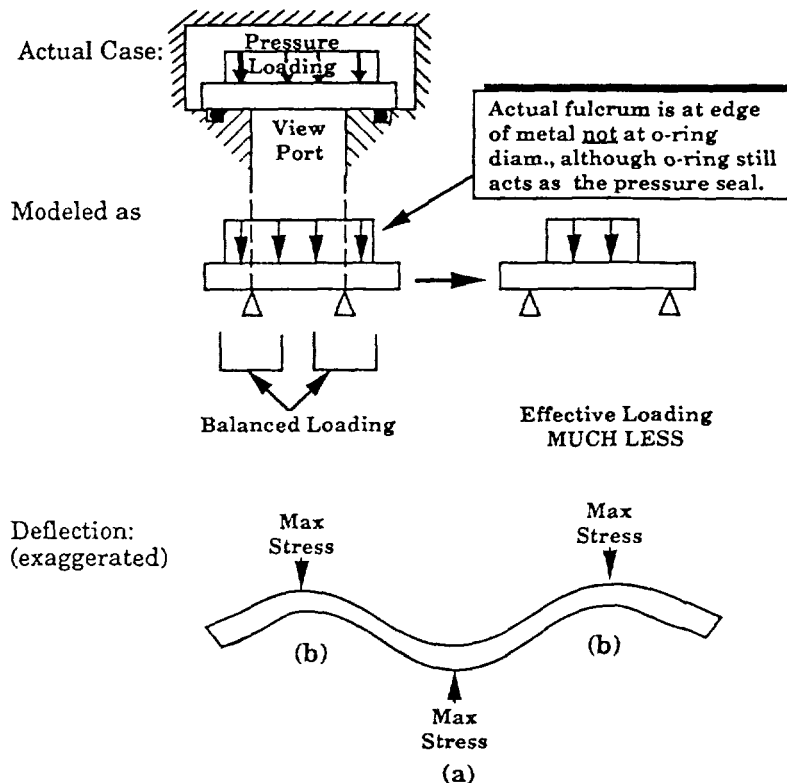 Actual Case:
Pressure
Loading
View
Port
Actual fulcrum is at edge
of metal not at o-ring
diam., although o-ring still
acts as the pressure seal.
Modeled as
Balanced Loading
Effective Loading
MUCH LESS
Deflection:
(exaggerated)
Max
Stress
Max
Stress
(b)
(b)
Max
Stress
(a)